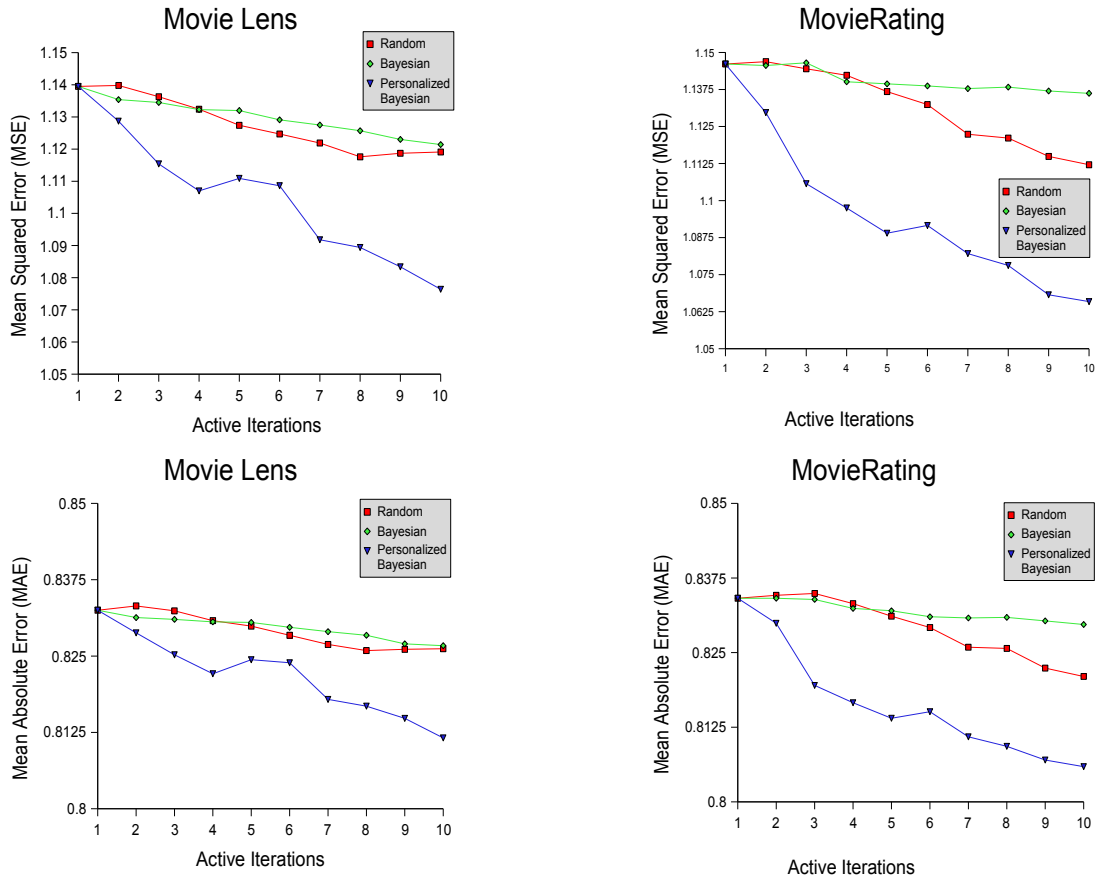 Movie Lens
Mean Squared Error (MSE)
1.15
1.14
1.13
1.12
1.11
1.1
1.09
1.08
1.07
1.06
1.05
1 2 3 4 5 6 7 8 9 10
Active Iterations
Random
Bayesian
Personalized
Bayesian
MovieRating
Mean Squared Error (MSE)
1.15
1.1375
1.125
1.1125
1.1
1.0875
1.075
1.0625
1.05
1 2 3 4 5 6 7 8 9 10
Active Iterations
Random
Bayesian
Personalized
Bayesian
Movie Lens
Mean Absolute Error (MAE)
0.85
0.8375
0.825
0.8125
0.8
1 2 3 4 5 6 7 8 9 10
Active Iterations
Random
Bayesian
Personalized
Bayesian
MovieRating
Mean Absolute Error (MAE)
0.85
0.8375
0.825
0.8125
0.8
1 2 3 4 5 6 7 8 9 10
Active Iterations
Random
Bayesian
Personalized
Bayesian